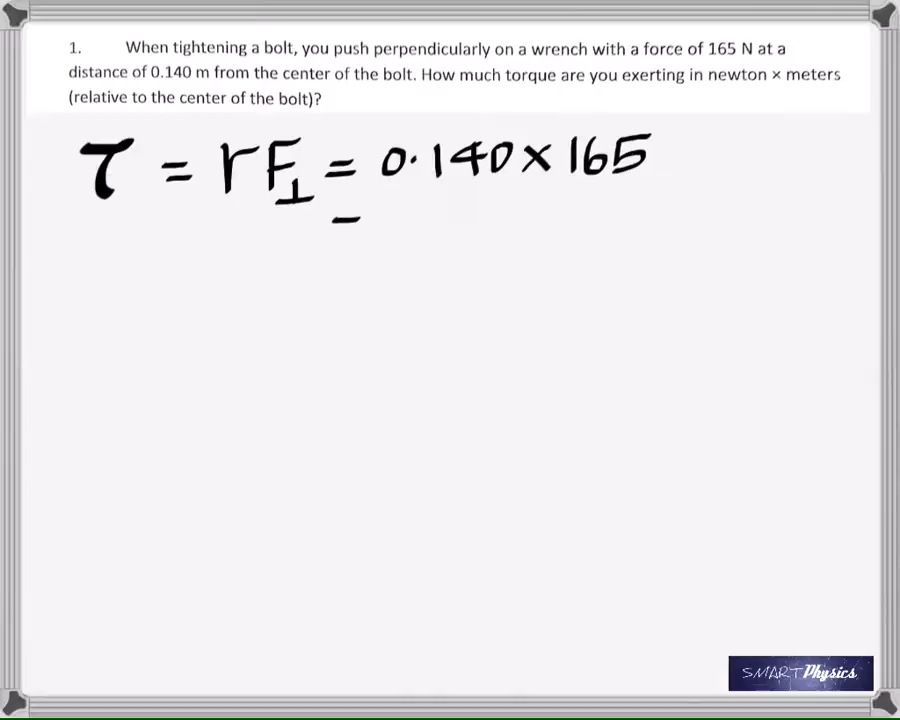 1. When tightening a bolt, you push perpendicularly on a wrench with a force of 165 N at a
distance of 0.140 m from the center of the bolt. How much torque are you exerting in newton × meters
(relative to the center of the bolt)?
τ = rF⊥ = 0.140 × 165
SMART Physics